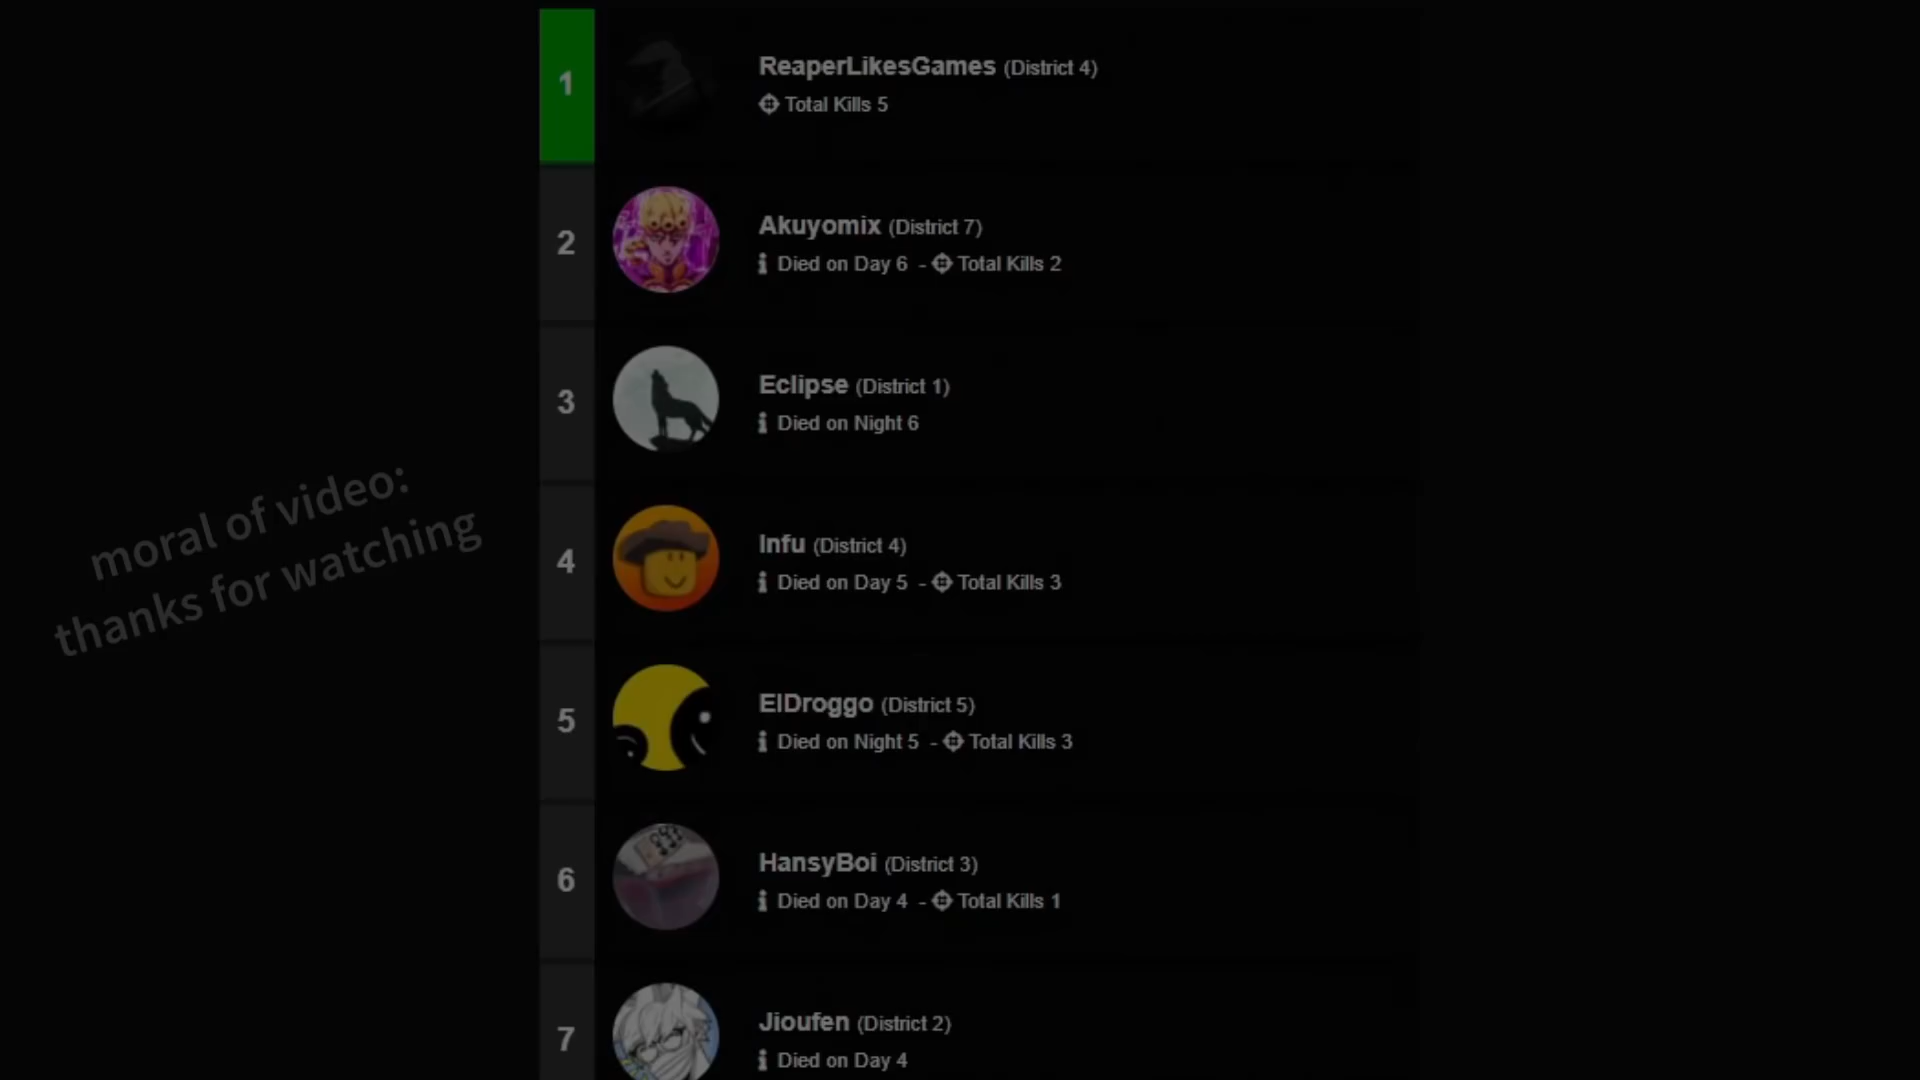 1
ReaperLikesGames (District 4)
Total Kills 5
2
Akuyomix (District 7)
Died on Day 6 - Total Kills 2
3
Eclipse (District 1)
Died on Night 6
moral of video:
thanks for watching
4
Infu (District 4)
Died on Day 5 - Total Kills 3
5
ElDroggo (District 5)
Died on Night 5 - Total Kills 3
6
HansyBoi (District 3)
Died on Day 4 - Total Kills 1
7
Jioufen (District 2)
Died on Day 4